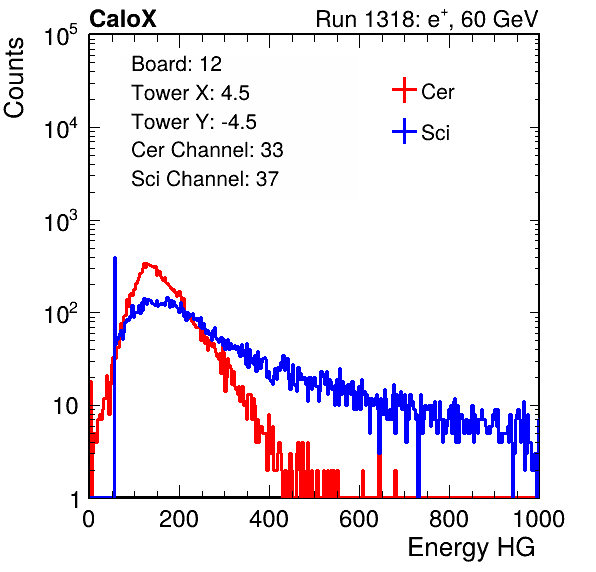 CaloX Run 1318: e⁺, 60 GeV
Counts
10⁵
10⁴
10³
10²
10
1
Board: 12
Tower X: 4.5
Tower Y: -4.5
Cer Channel: 33
Sci Channel: 37
Cer
Sci
0 200 400 600 800 1000
Energy HG